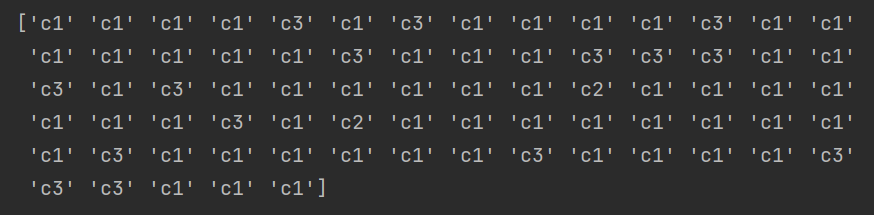 ['c1' 'c1' 'c1' 'c1' 'c3' 'c1' 'c3' 'c1' 'c1' 'c1' 'c1' 'c3' 'c1' 'c1'
'c1' 'c1' 'c1' 'c1' 'c1' 'c3' 'c1' 'c1' 'c1' 'c3' 'c3' 'c3' 'c1' 'c1'
'c3' 'c1' 'c3' 'c1' 'c1' 'c1' 'c1' 'c1' 'c1' 'c2' 'c1' 'c1' 'c1' 'c1'
'c1' 'c1' 'c1' 'c3' 'c1' 'c2' 'c1' 'c1' 'c1' 'c1' 'c1' 'c1' 'c1' 'c1'
'c1' 'c3' 'c1' 'c1' 'c1' 'c1' 'c1' 'c1' 'c3' 'c1' 'c1' 'c1' 'c1' 'c3'
'c3' 'c3' 'c1' 'c1' 'c1']